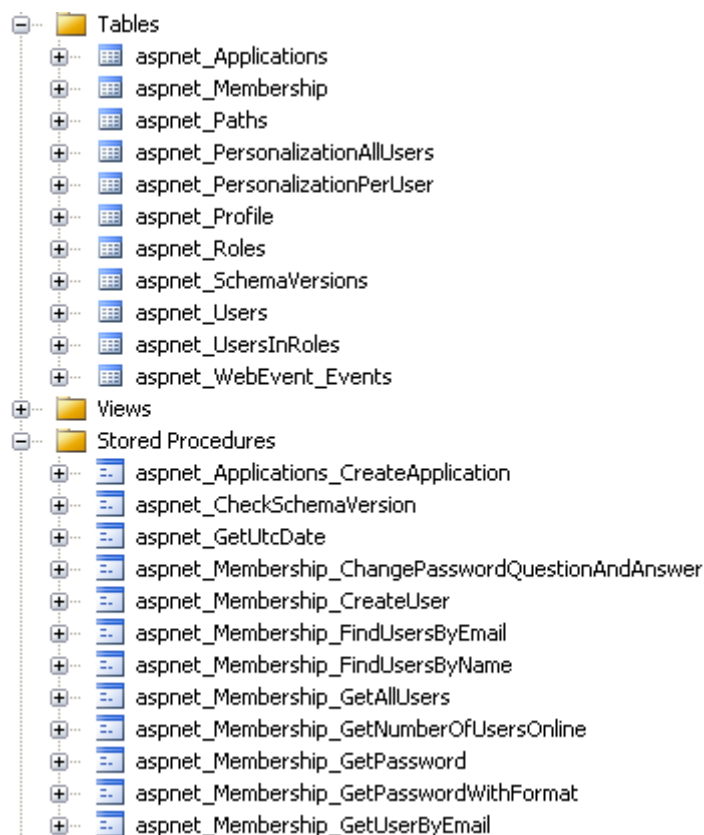 Tables
aspnet_Applications
aspnet_Membership
aspnet_Paths
aspnet_PersonalizationAllUsers
aspnet_PersonalizationPerUser
aspnet_Profile
aspnet_Roles
aspnet_SchemaVersions
aspnet_Users
aspnet_UsersInRoles
aspnet_WebEvent_Events
Views
Stored Procedures
aspnet_Applications_CreateApplication
aspnet_CheckSchemaVersion
aspnet_GetUtcDate
aspnet_Membership_ChangePasswordQuestionAndAnswer
aspnet_Membership_CreateUser
aspnet_Membership_FindUsersByEmail
aspnet_Membership_FindUsersByName
aspnet_Membership_GetAllUsers
aspnet_Membership_GetNumberOfUsersOnline
aspnet_Membership_GetPassword
aspnet_Membership_GetPasswordWithFormat
aspnet_Membership_GetUserByEmail